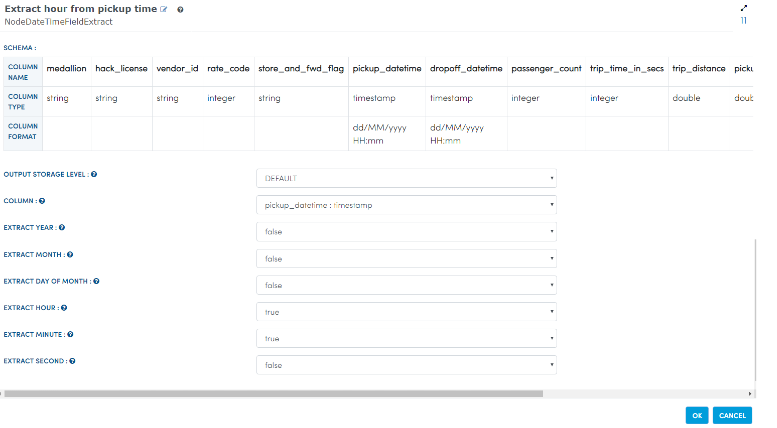 Extract hour from pickup time
NodeDateTimeFieldExtract
11
SCHEMA :
COLUMN NAME medallion hack_license vendor_id rate_code store_and_fwd_flag pickup_datetime dropoff_datetime passenger_count trip_time_in_secs trip_distance picku
COLUMN TYPE string string string integer string timestamp timestamp integer integer double doub
COLUMN FORMAT dd/MM/yyyy HH:mm dd/MM/yyyy HH:mm
OUTPUT STORAGE LEVEL : DEFAULT
COLUMN : pickup_datetime : timestamp
EXTRACT YEAR : false
EXTRACT MONTH : false
EXTRACT DAY OF MONTH : false
EXTRACT HOUR : true
EXTRACT MINUTE : true
EXTRACT SECOND : false
OK CANCEL